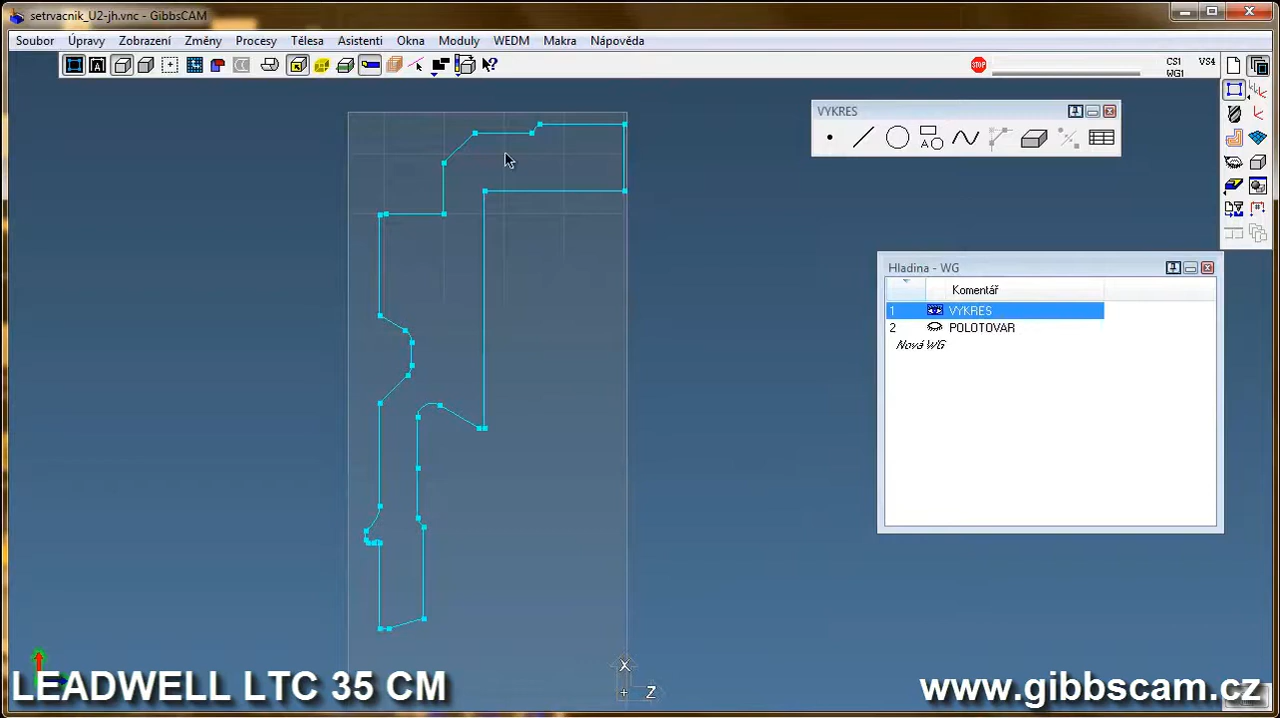 setrvacnik_U2-jh.vnc - GibbsCAM
Soubor Úpravy Zobrazení Změny Procesy Tělesa Asistenti Okna Moduly WEDM Makra Nápověda
CS1 VS4
WG1
VYKRES
Hladina - WG
Komentář
1 VYKRES
2 POLOTOVAR
Nová WG
X
Z
LEADWELL LTC 35 CM
www.gibbscam.cz